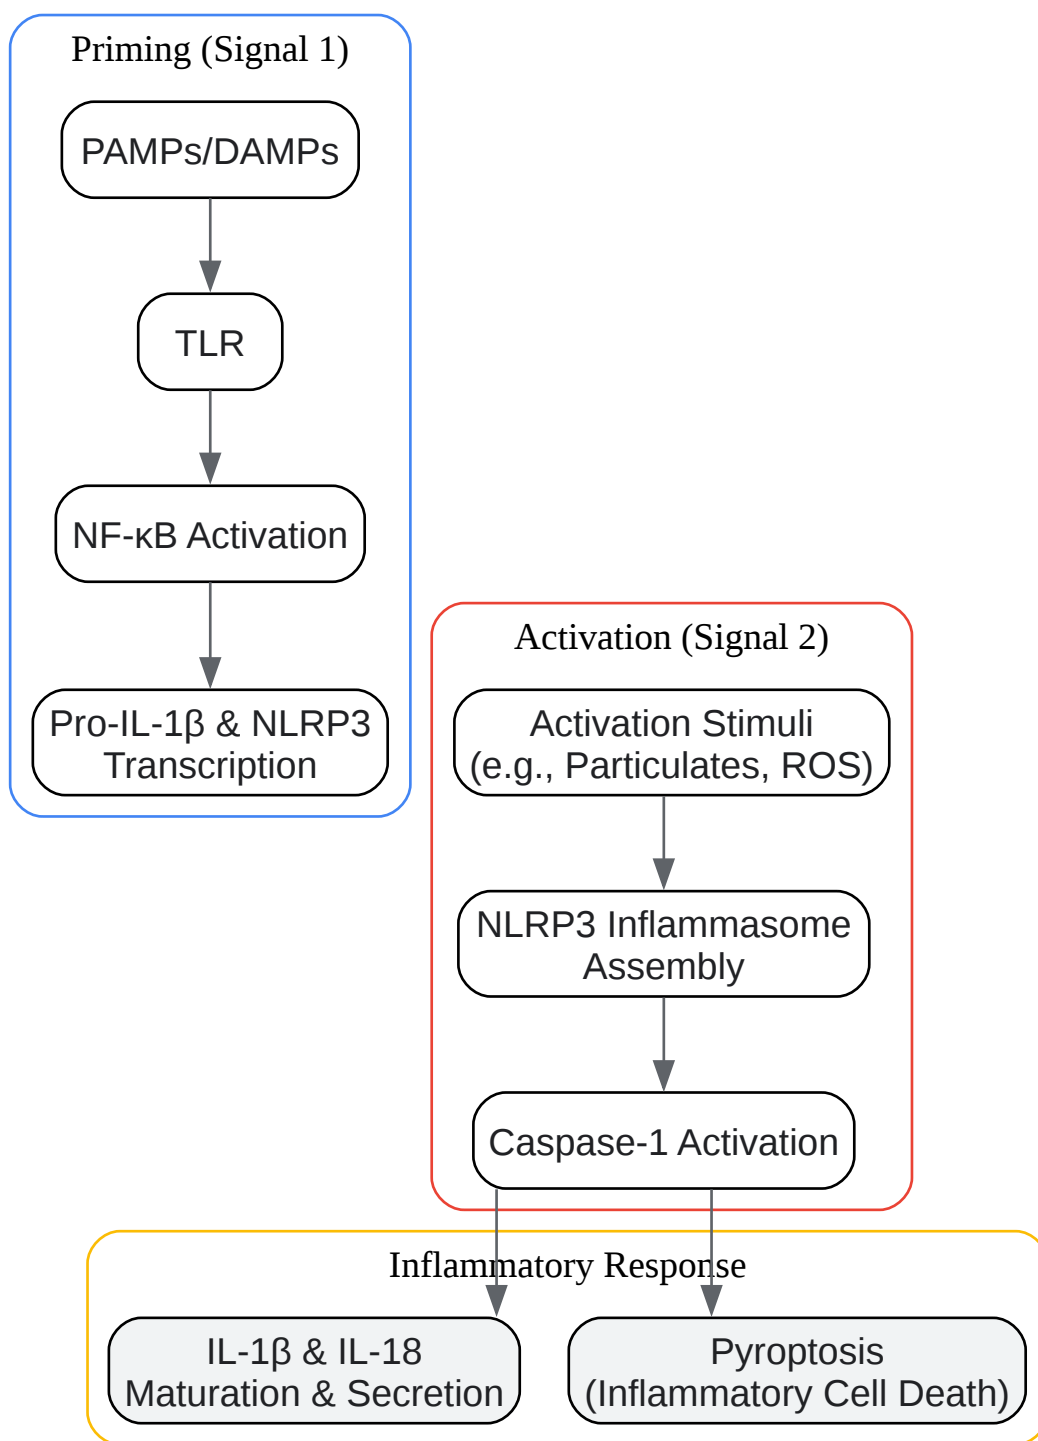 Priming (Signal 1)
PAMPs/DAMPs
TLR
NF-κB Activation
Pro-IL-1β & NLRP3
Transcription
Activation (Signal 2)
Activation Stimuli
(e.g., Particulates, ROS)
NLRP3 Inflammasome
Assembly
Caspase-1 Activation
Inflammatory Response
IL-1β & IL-18
Maturation & Secretion
Pyroptosis
(Inflammatory Cell Death)